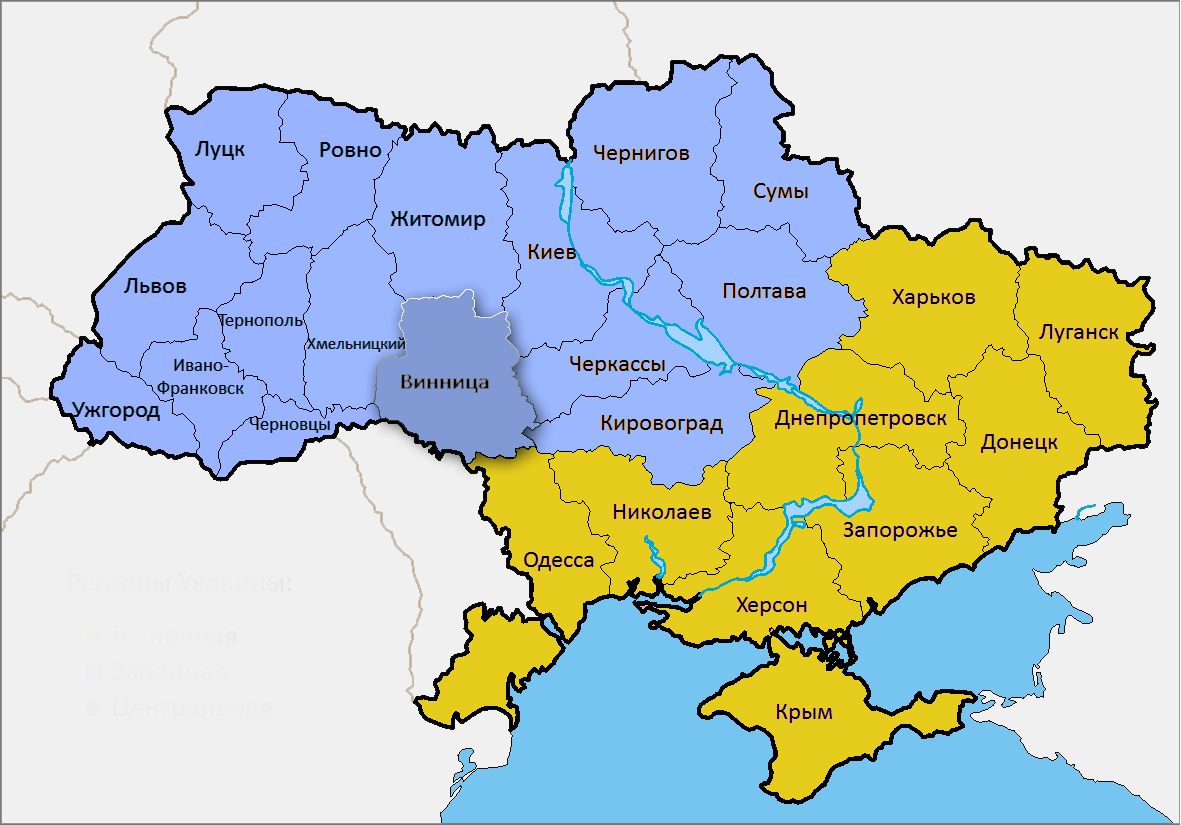 Чернигов
Луцк
Ровно
Сумы
Житомир
Киев
Львов
Полтава
Харьков
Тернополь
Луганск
Хмельницкий
Ивано-
Франковск
Черкассы
Винница
Ужгород
Черновцы
Кировоград
Днепропетровск
Донецк
Николаев
Запорожье
Одесса
Регионы Украины:
Херсон
Восточная
Западная
Центральная
Крым